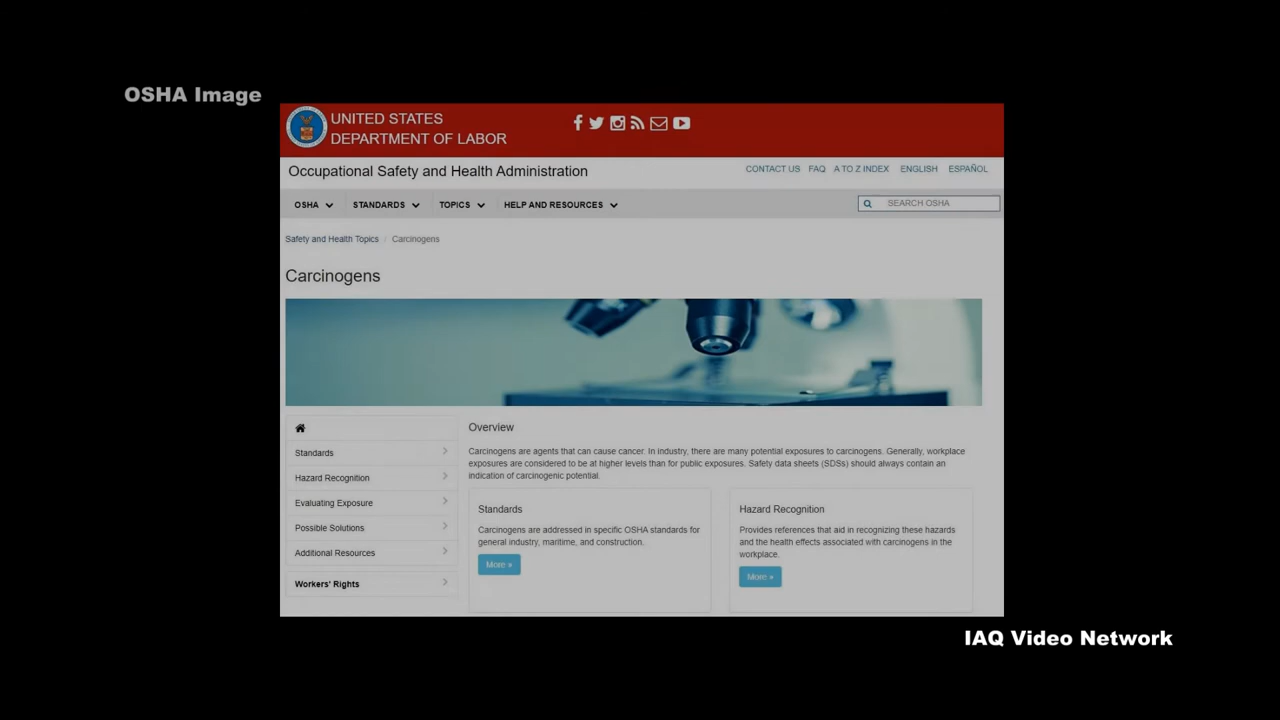 OSHA Image
UNITED STATES
DEPARTMENT OF LABOR
Occupational Safety and Health Administration
CONTACT US FAQ A TO Z INDEX ENGLISH ESPAÑOL
OSHA STANDARDS TOPICS HELP AND RESOURCES SEARCH OSHA
Safety and Health Topics / Carcinogens
Carcinogens
Standards
Hazard Recognition
Evaluating Exposure
Possible Solutions
Additional Resources
Workers' Rights
Overview
Carcinogens are agents that can cause cancer. In industry, there are many potential exposures to carcinogens. Generally, workplace
exposures are considered to be at higher levels than for public exposures. Safety data sheets (SDSs) should always contain an
indication of carcinogenic potential.
Standards
Carcinogens are addressed in specific OSHA standards for
general industry, maritime, and construction.
More »
Hazard Recognition
Provides references that aid in recognizing these hazards
and the health effects associated with carcinogens in the
workplace.
More »
IAQ Video Network